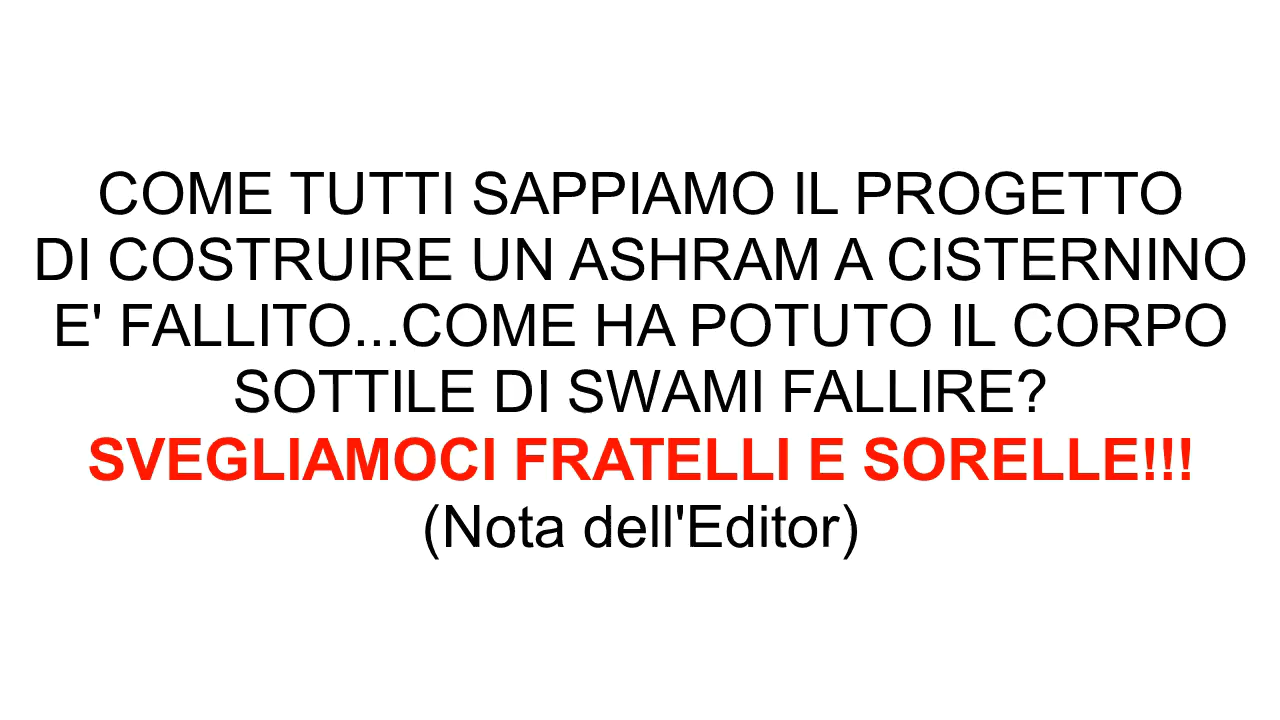 COME TUTTI SAPPIAMO IL PROGETTO
DI COSTRUIRE UN ASHRAM A CISTERNINO
E' FALLITO...COME HA POTUTO IL CORPO
SOTTILE DI SWAMI FALLIRE?
SVEGLIAMOCI FRATELLI E SORELLE!!!
(Nota dell'Editor)